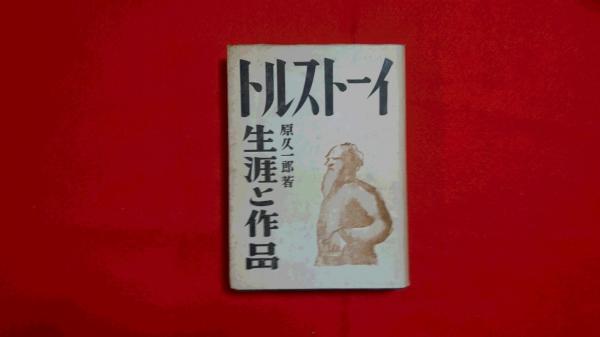 トルストーイ
原久一郎著
生涯と作品